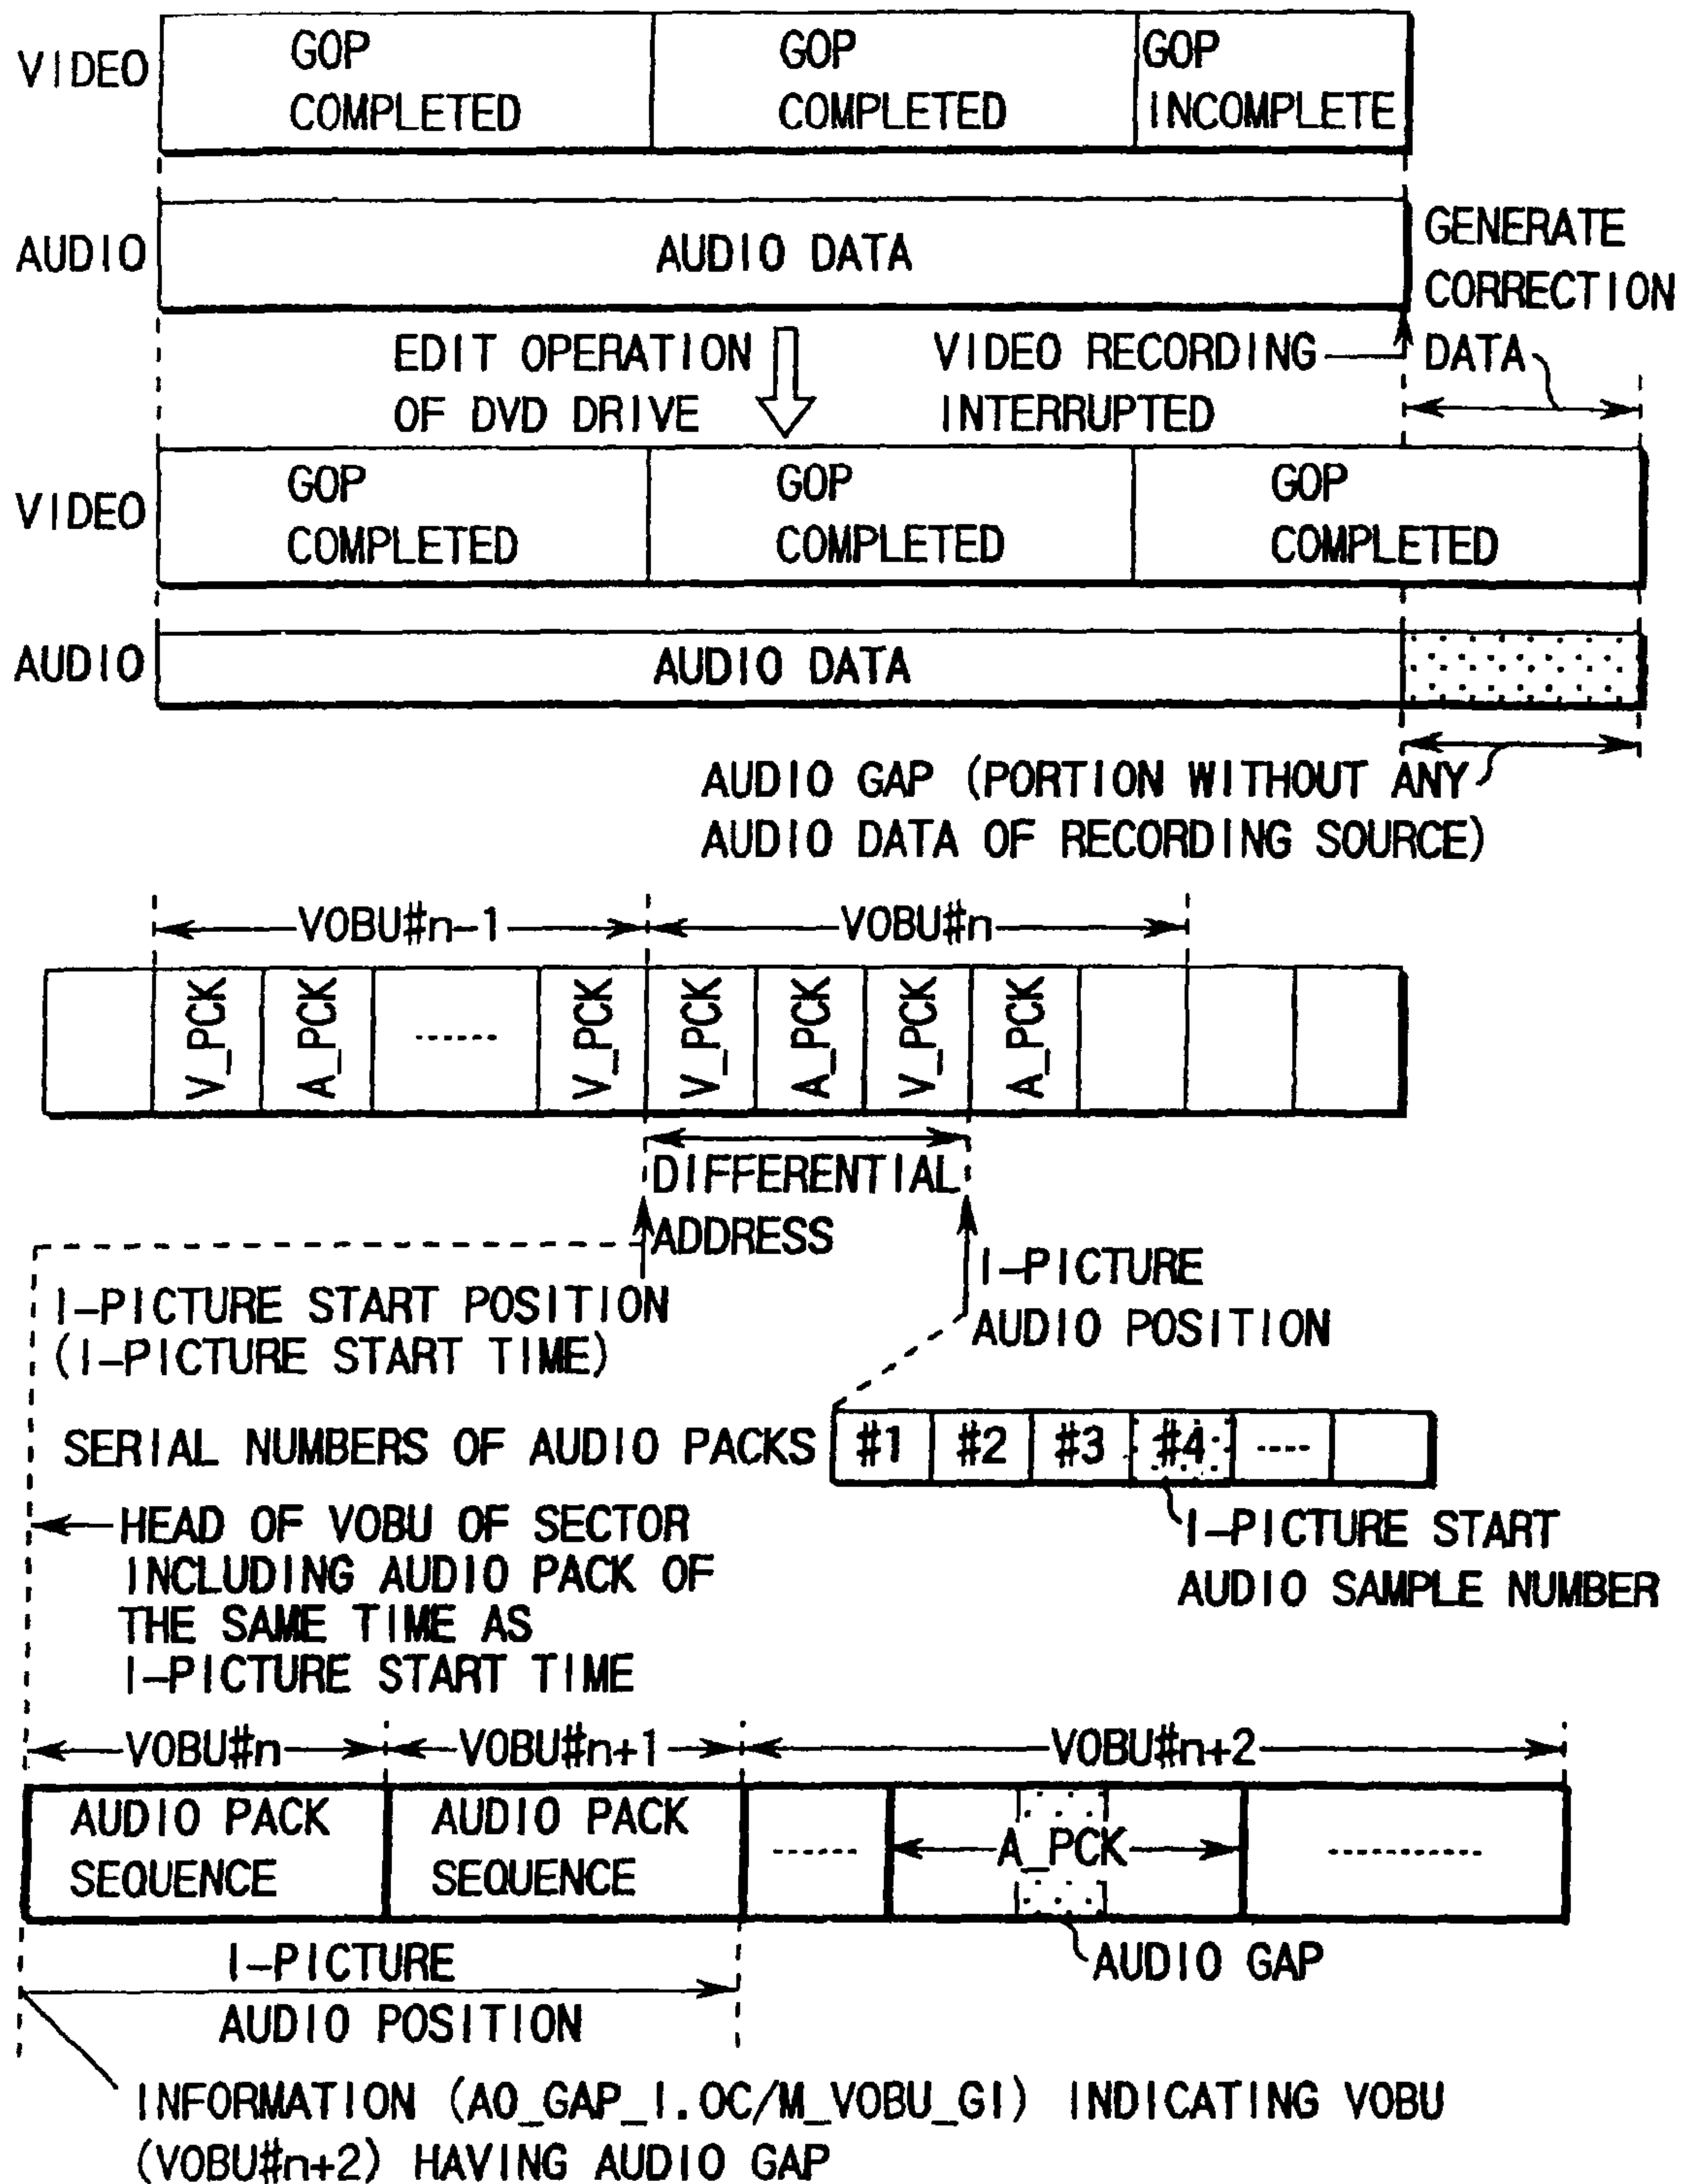 VIDEO
GOP
COMPLETED
GOP
COMPLETED
GOP
INCOMPLETE
AUDIO
AUDIO DATA
GENERATE
CORRECTION
DATA
EDIT OPERATION
OF DVD DRIVE
VIDEO RECORDING
INTERRUPTED
VIDEO
GOP
COMPLETED
GOP
COMPLETED
GOP
COMPLETED
AUDIO
AUDIO DATA
AUDIO GAP (PORTION WITHOUT ANY
AUDIO DATA OF RECORDING SOURCE)
VOBU#n-1
VOBU#n
V_PCK
A_PCK
------
V_PCK
V_PCK
A_PCK
V_PCK
A_PCK
DIFFERENTIAL
ADDRESS
I-PICTURE START POSITION
(I-PICTURE START TIME)
I-PICTURE
AUDIO POSITION
SERIAL NUMBERS OF AUDIO PACKS
#1
#2
#3
#4
----
I-PICTURE START
AUDIO SAMPLE NUMBER
HEAD OF VOBU OF SECTOR
INCLUDING AUDIO PACK OF
THE SAME TIME AS
I-PICTURE START TIME
VOBU#n
VOBU#n+1
VOBU#n+2
AUDIO PACK
SEQUENCE
AUDIO PACK
SEQUENCE
------
A_PCK
-----------
AUDIO GAP
I-PICTURE
AUDIO POSITION
INFORMATION (A0_GAP_I.OC/M_VOBU_GI) INDICATING VOBU
(VOBU#n+2) HAVING AUDIO GAP